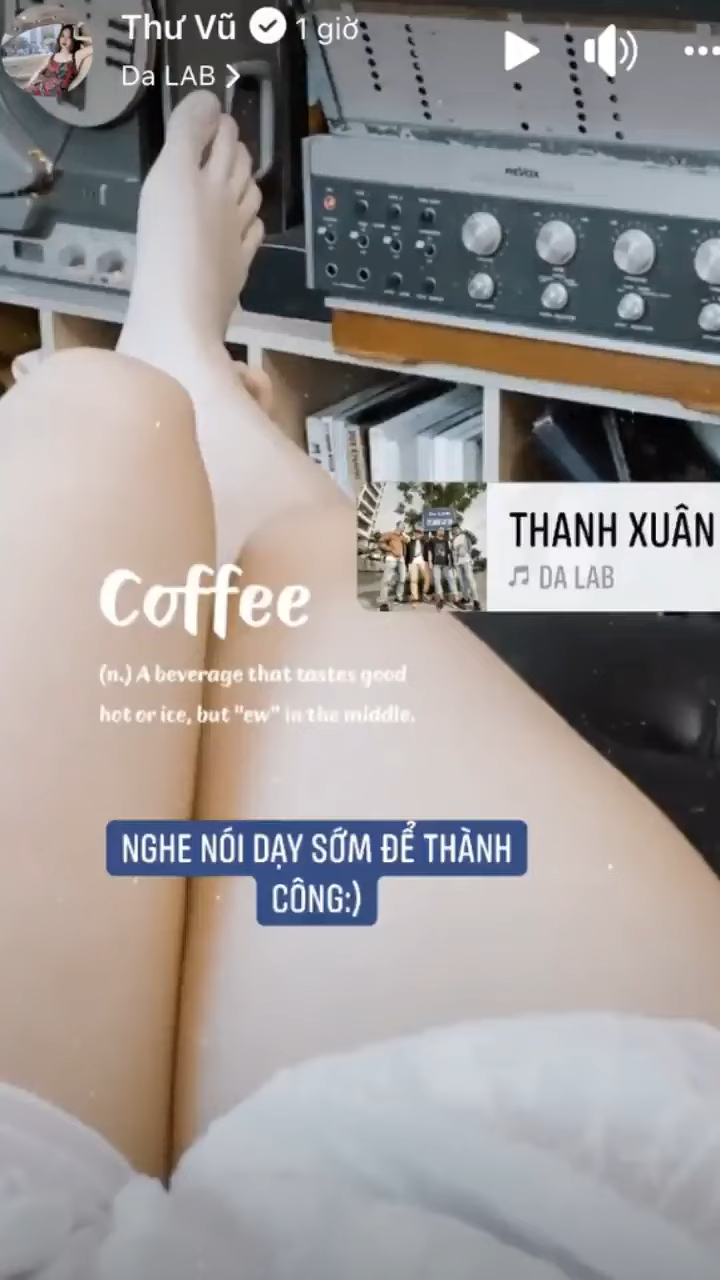 Thư Vũ 1 giờ
Da LAB
REVOX
THANH XUÂN
DA LAB
Coffee
(n.) A beverage that tastes good
hot or ice, but "ew" in the middle.
NGHE NÓI DẠY SỚM ĐỂ THÀNH
CÔNG:)